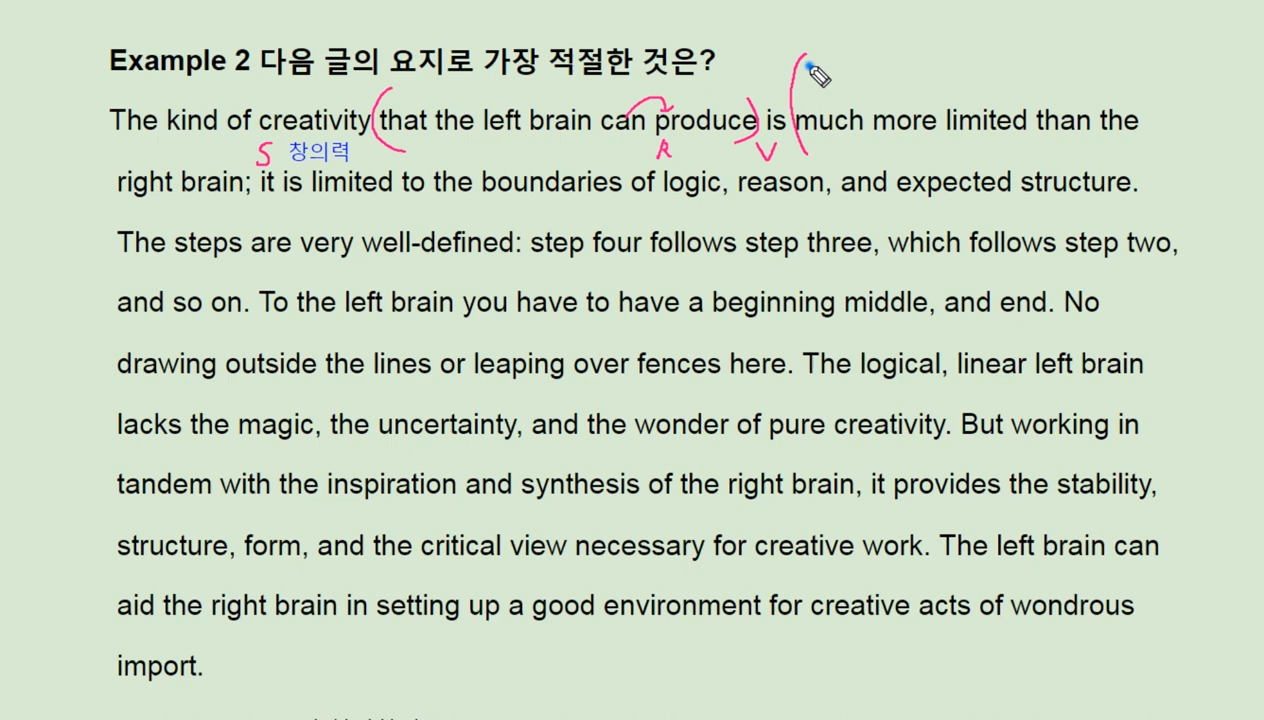 Example 2 다음 글의 요지로 가장 적절한 것은?
The kind of creativity that the left brain can produce is much more limited than the
S 창의력 R V
right brain; it is limited to the boundaries of logic, reason, and expected structure.
The steps are very well-defined: step four follows step three, which follows step two,
and so on. To the left brain you have to have a beginning middle, and end. No
drawing outside the lines or leaping over fences here. The logical, linear left brain
lacks the magic, the uncertainty, and the wonder of pure creativity. But working in
tandem with the inspiration and synthesis of the right brain, it provides the stability,
structure, form, and the critical view necessary for creative work. The left brain can
aid the right brain in setting up a good environment for creative acts of wondrous
import.